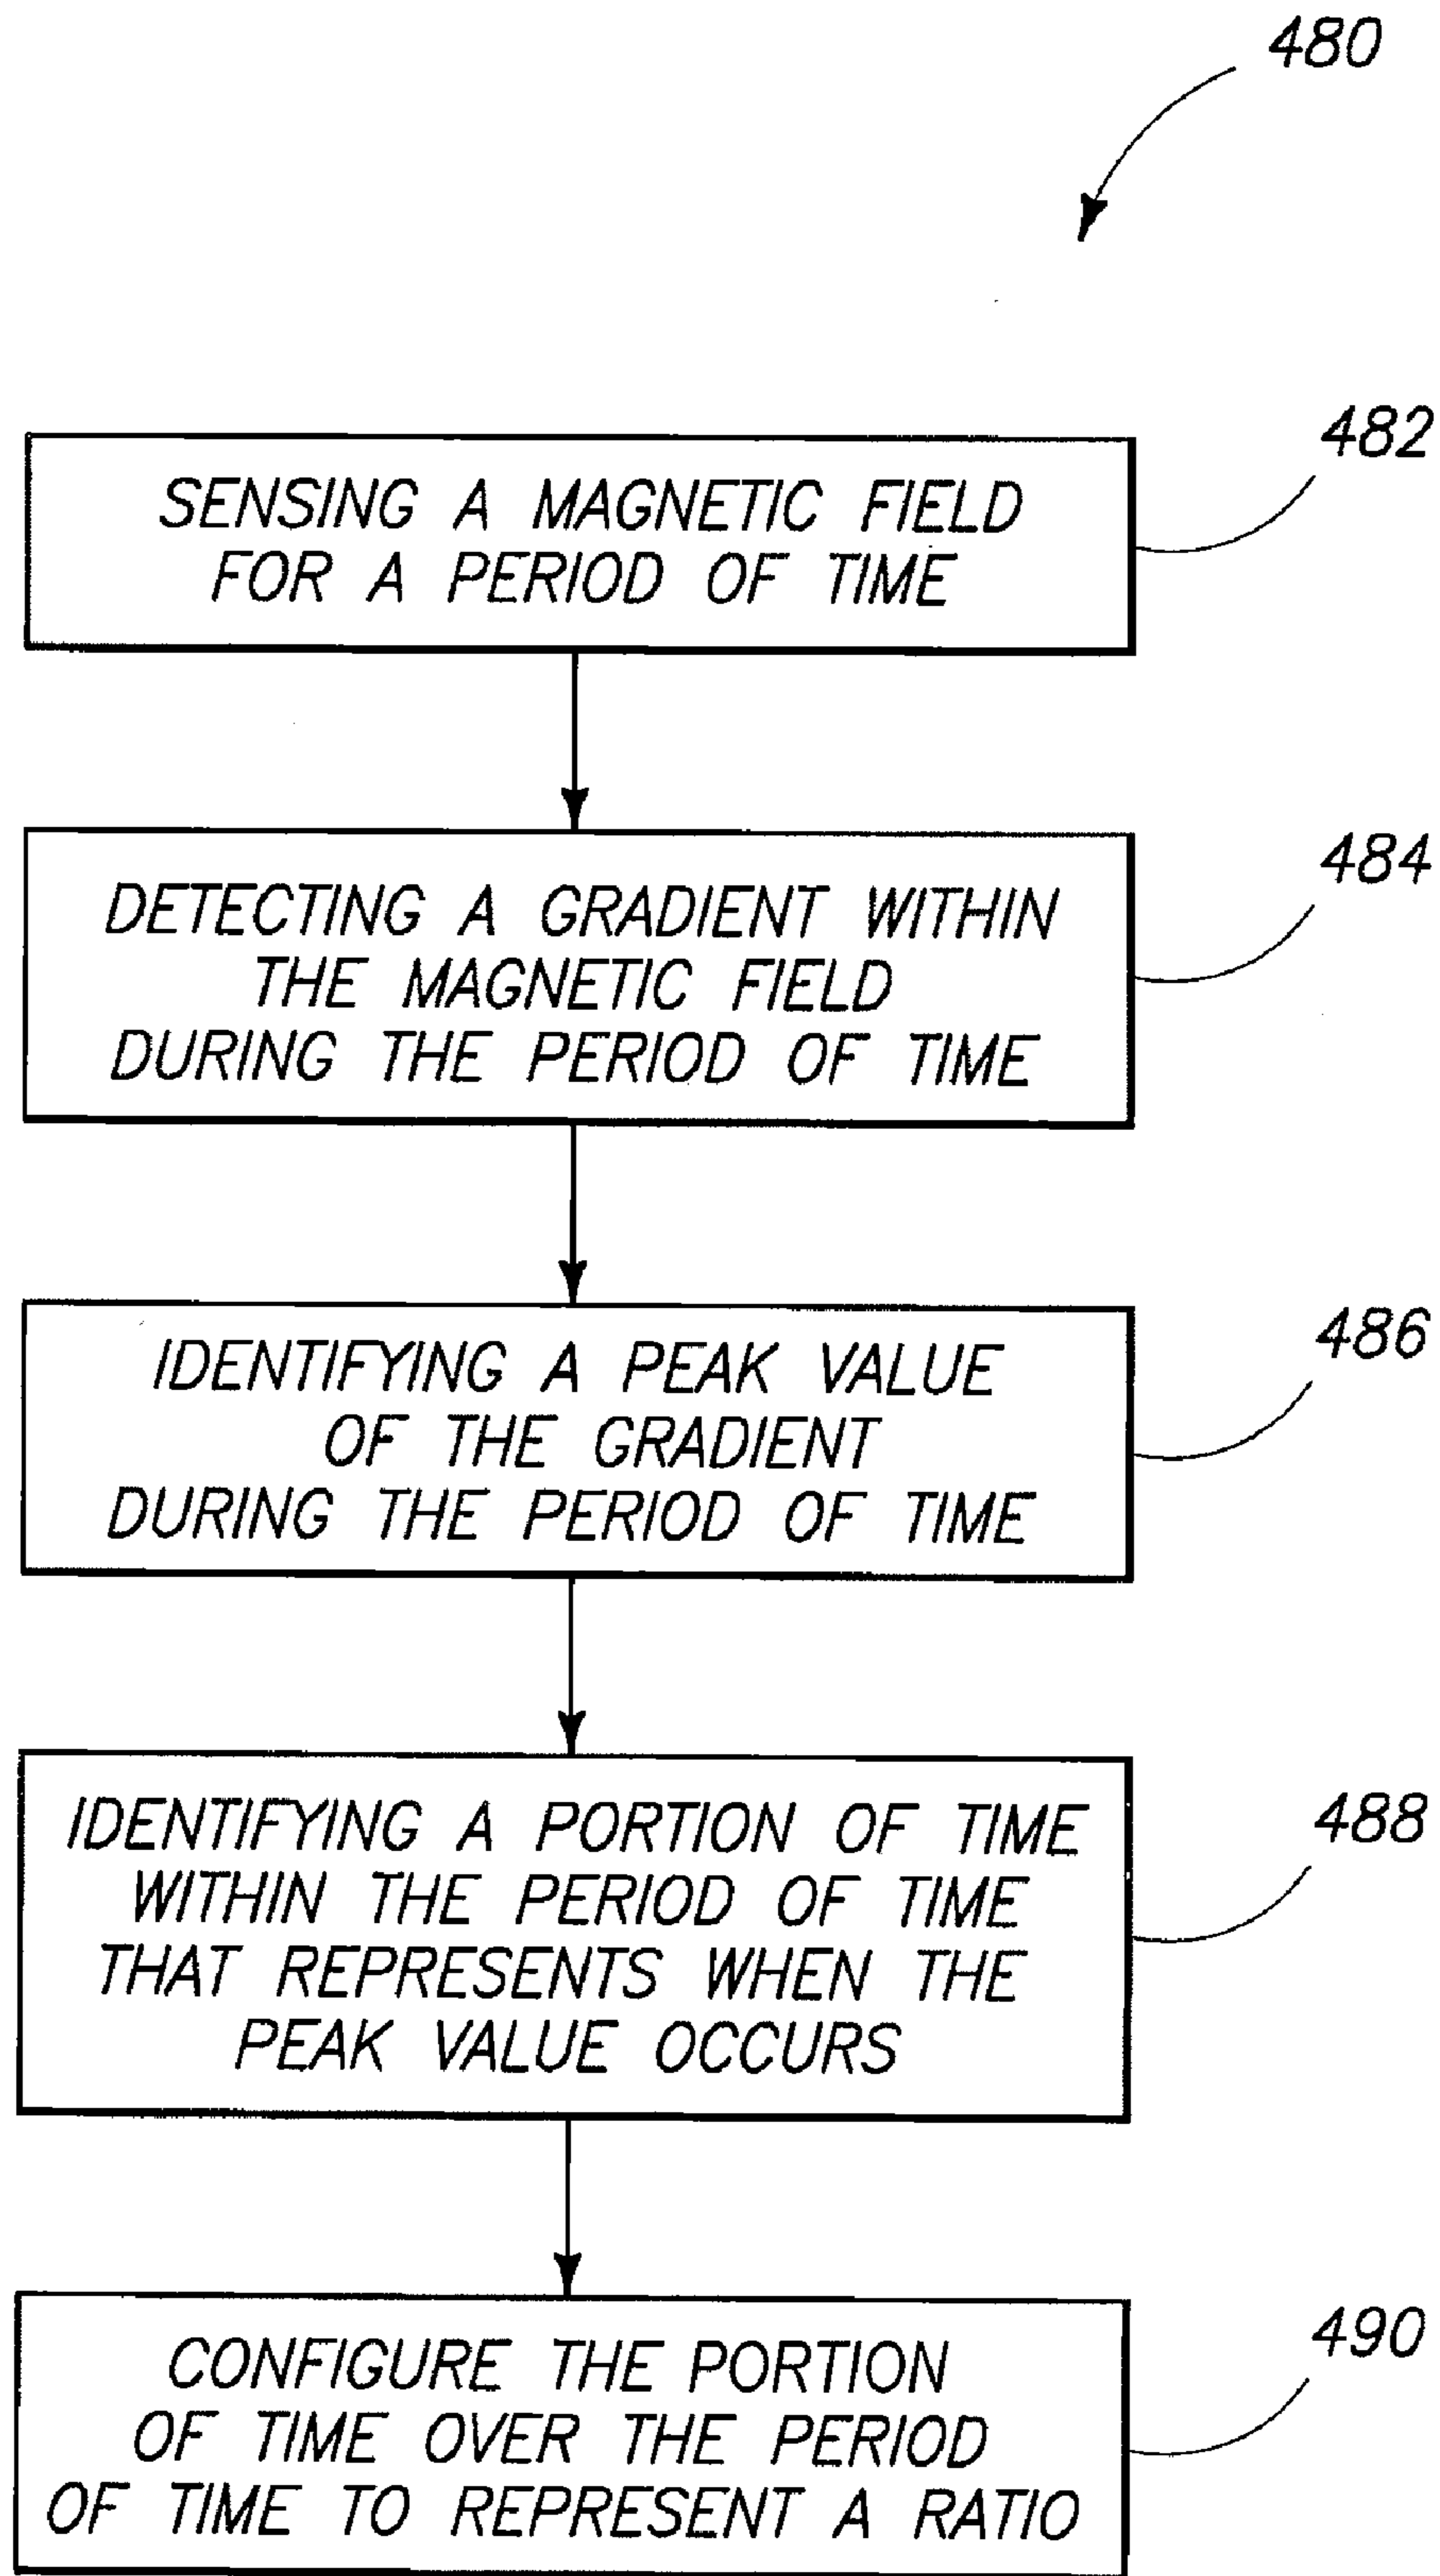 480
482
SENSING A MAGNETIC FIELD
FOR A PERIOD OF TIME
484
DETECTING A GRADIENT WITHIN
THE MAGNETIC FIELD
DURING THE PERIOD OF TIME
486
IDENTIFYING A PEAK VALUE
OF THE GRADIENT
DURING THE PERIOD OF TIME
488
IDENTIFYING A PORTION OF TIME
WITHIN THE PERIOD OF TIME
THAT REPRESENTS WHEN THE
PEAK VALUE OCCURS
490
CONFIGURE THE PORTION
OF TIME OVER THE PERIOD
OF TIME TO REPRESENT A RATIO